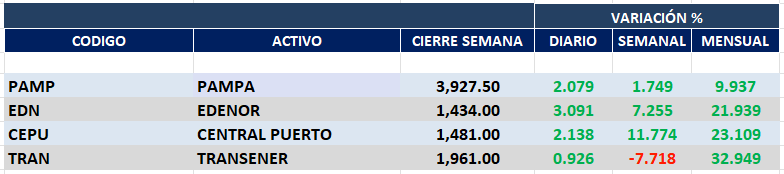 VARIACIÓN %
CODIGO ACTIVO CIERRE SEMANA DIARIO SEMANAL MENSUAL
PAMP PAMPA 3,927.50 2.079 1.749 9.937
EDN EDENOR 1,434.00 3.091 7.255 21.939
CEPU CENTRAL PUERTO 1,481.00 2.138 11.774 23.109
TRAN TRANSENER 1,961.00 0.926 -7.718 32.949